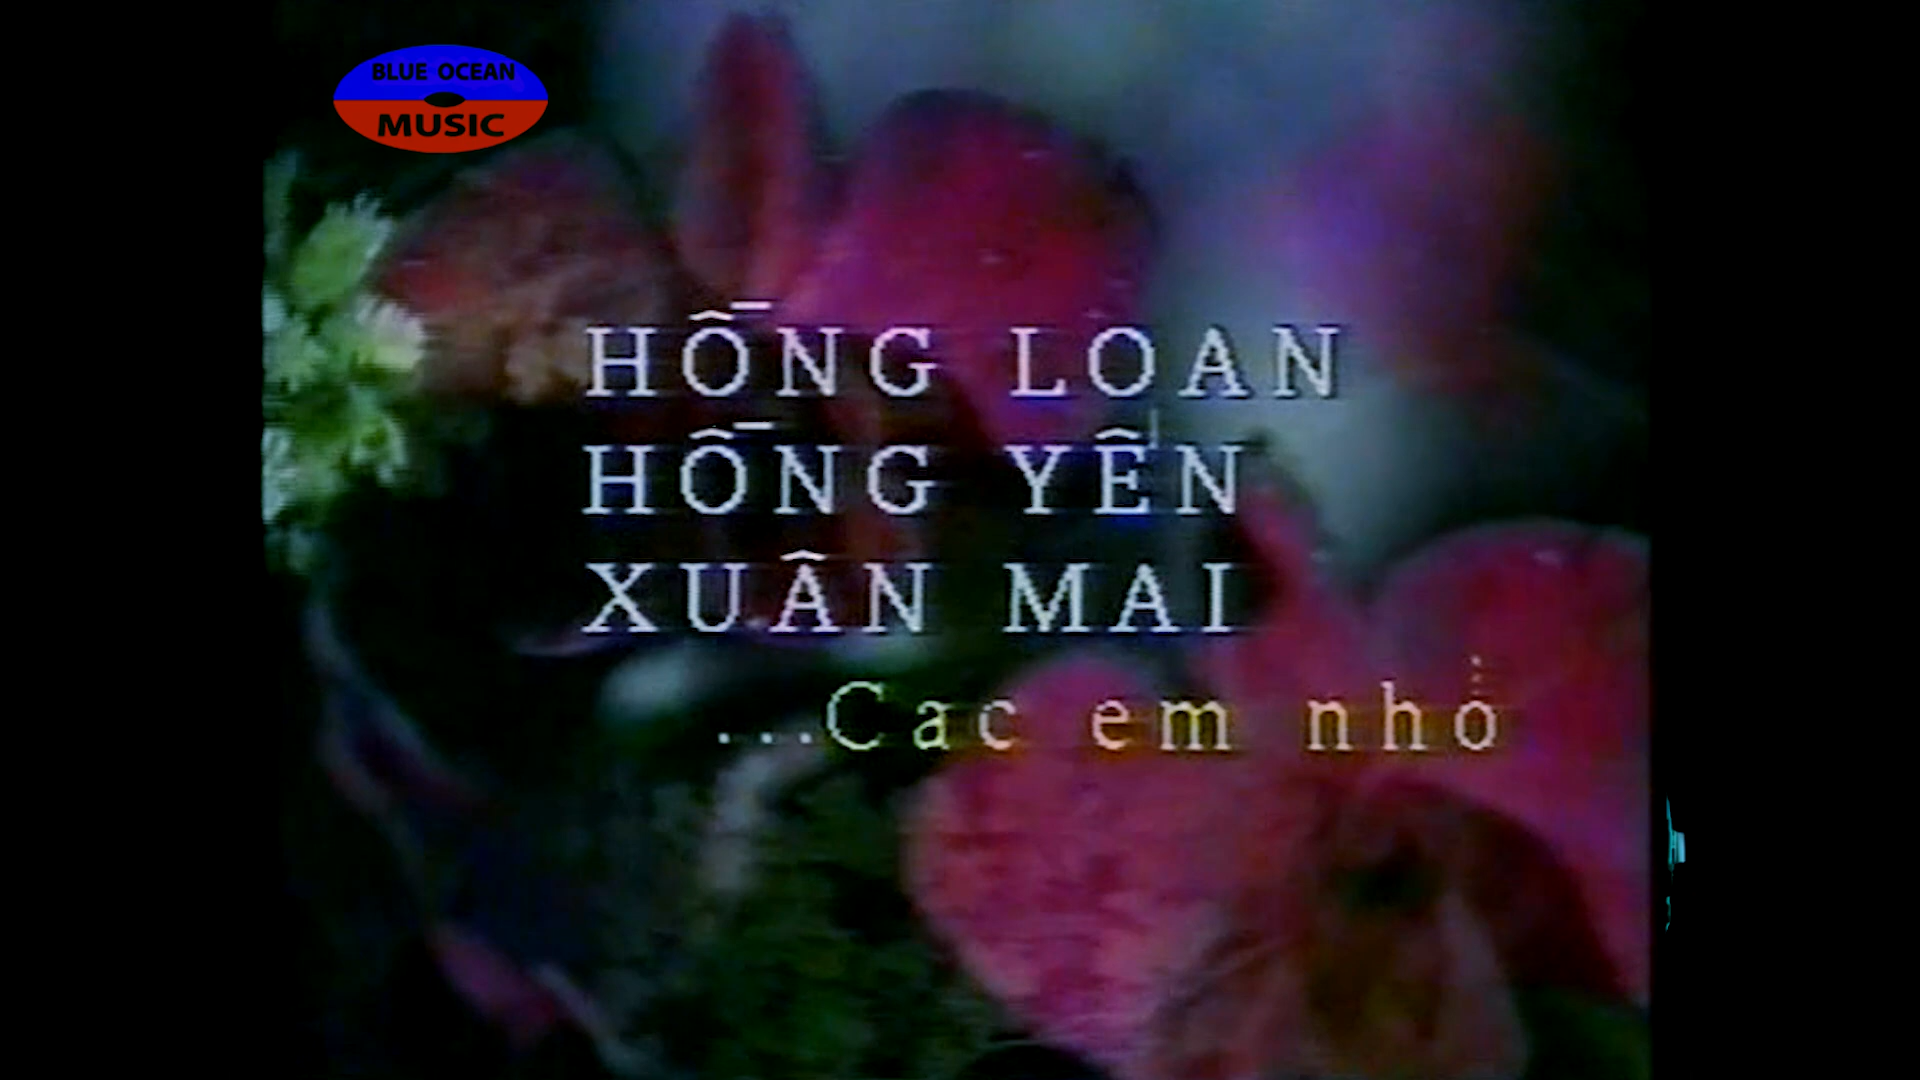 BLUE OCEAN
MUSIC
HỒNG LOAN
HỒNG YẾN
XUÂN MAI
...Cac em nhỏ